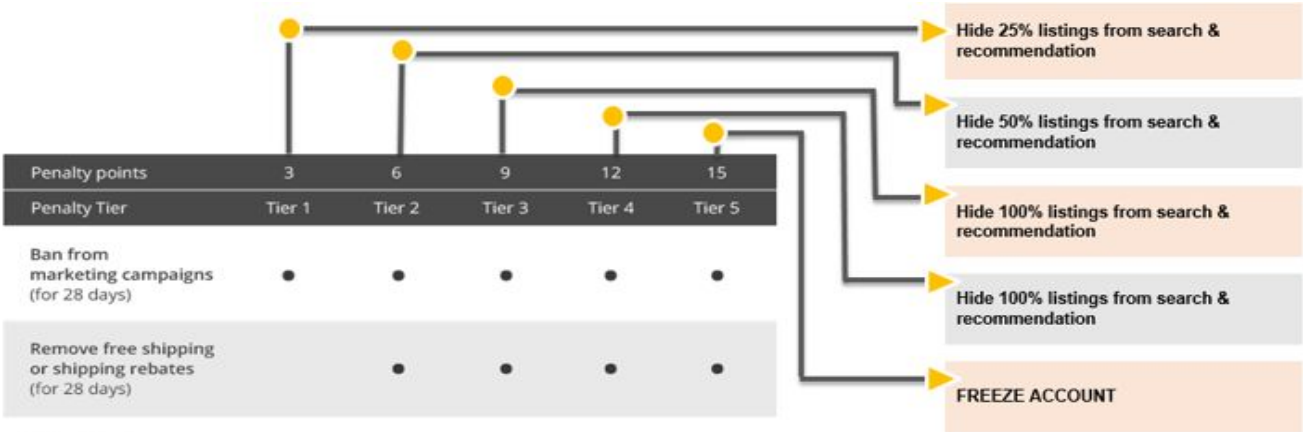 Hide 25% listings from search &
recommendation
Hide 50% listings from search &
recommendation
Penalty points 3 6 9 12 15
Penalty Tier Tier 1 Tier 2 Tier 3 Tier 4 Tier 5
Hide 100% listings from search &
recommendation
Ban from
marketing campaigns
(for 28 days)
Hide 100% listings from search &
recommendation
Remove free shipping
or shipping rebates
(for 28 days)
FREEZE ACCOUNT